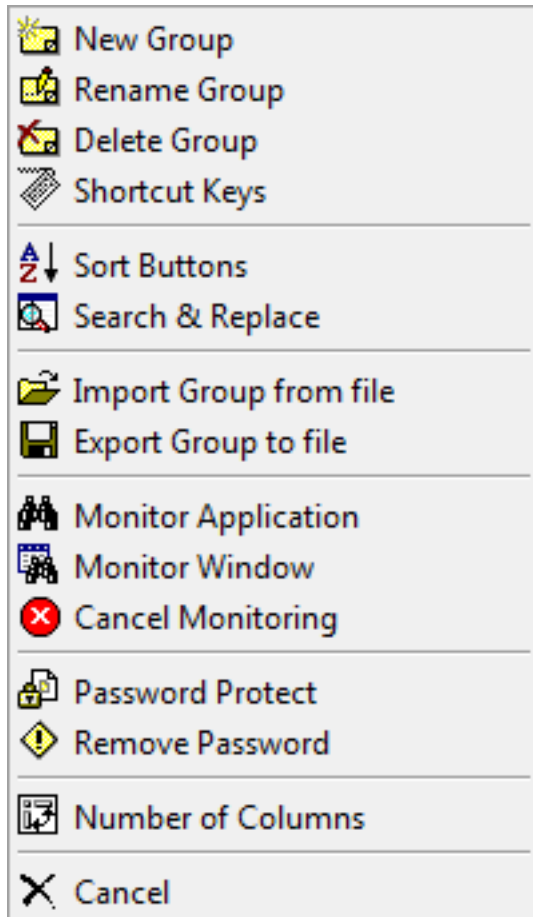 New Group
Rename Group
Delete Group
Shortcut Keys
Sort Buttons
Search & Replace
Import Group from file
Export Group to file
Monitor Application
Monitor Window
Cancel Monitoring
Password Protect
Remove Password
Number of Columns
Cancel